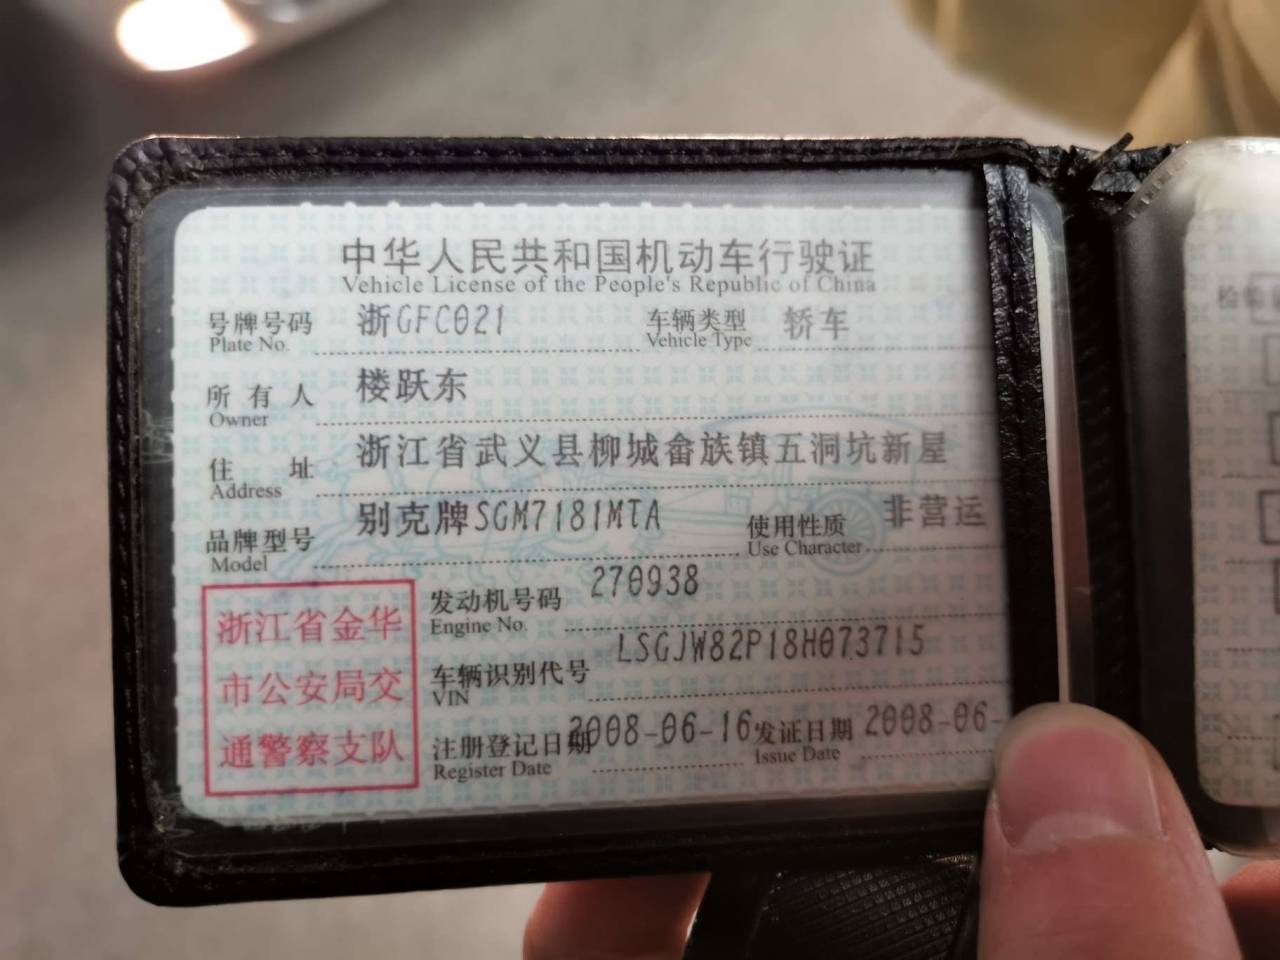 中华人民共和国机动车行驶证
Vehicle License of the People's Republic of China
号牌号码 浙GFC021 车辆类型 轿车
Plate No. Vehicle Type
所有人 楼跃东
Owner
住址 浙江省武义县柳城畲族镇五洞坑新屋
Address
品牌型号 别克牌SGM7181MTA 使用性质 非营运
Model Use Character
浙江省金华
市公安局交
通警察支队
发动机号码 270938
Engine No.
车辆识别代号 LSGJW82P18H073715
VIN
注册登记日期 2008-06-16 发证日期 2008-06-
Register Date Issue Date